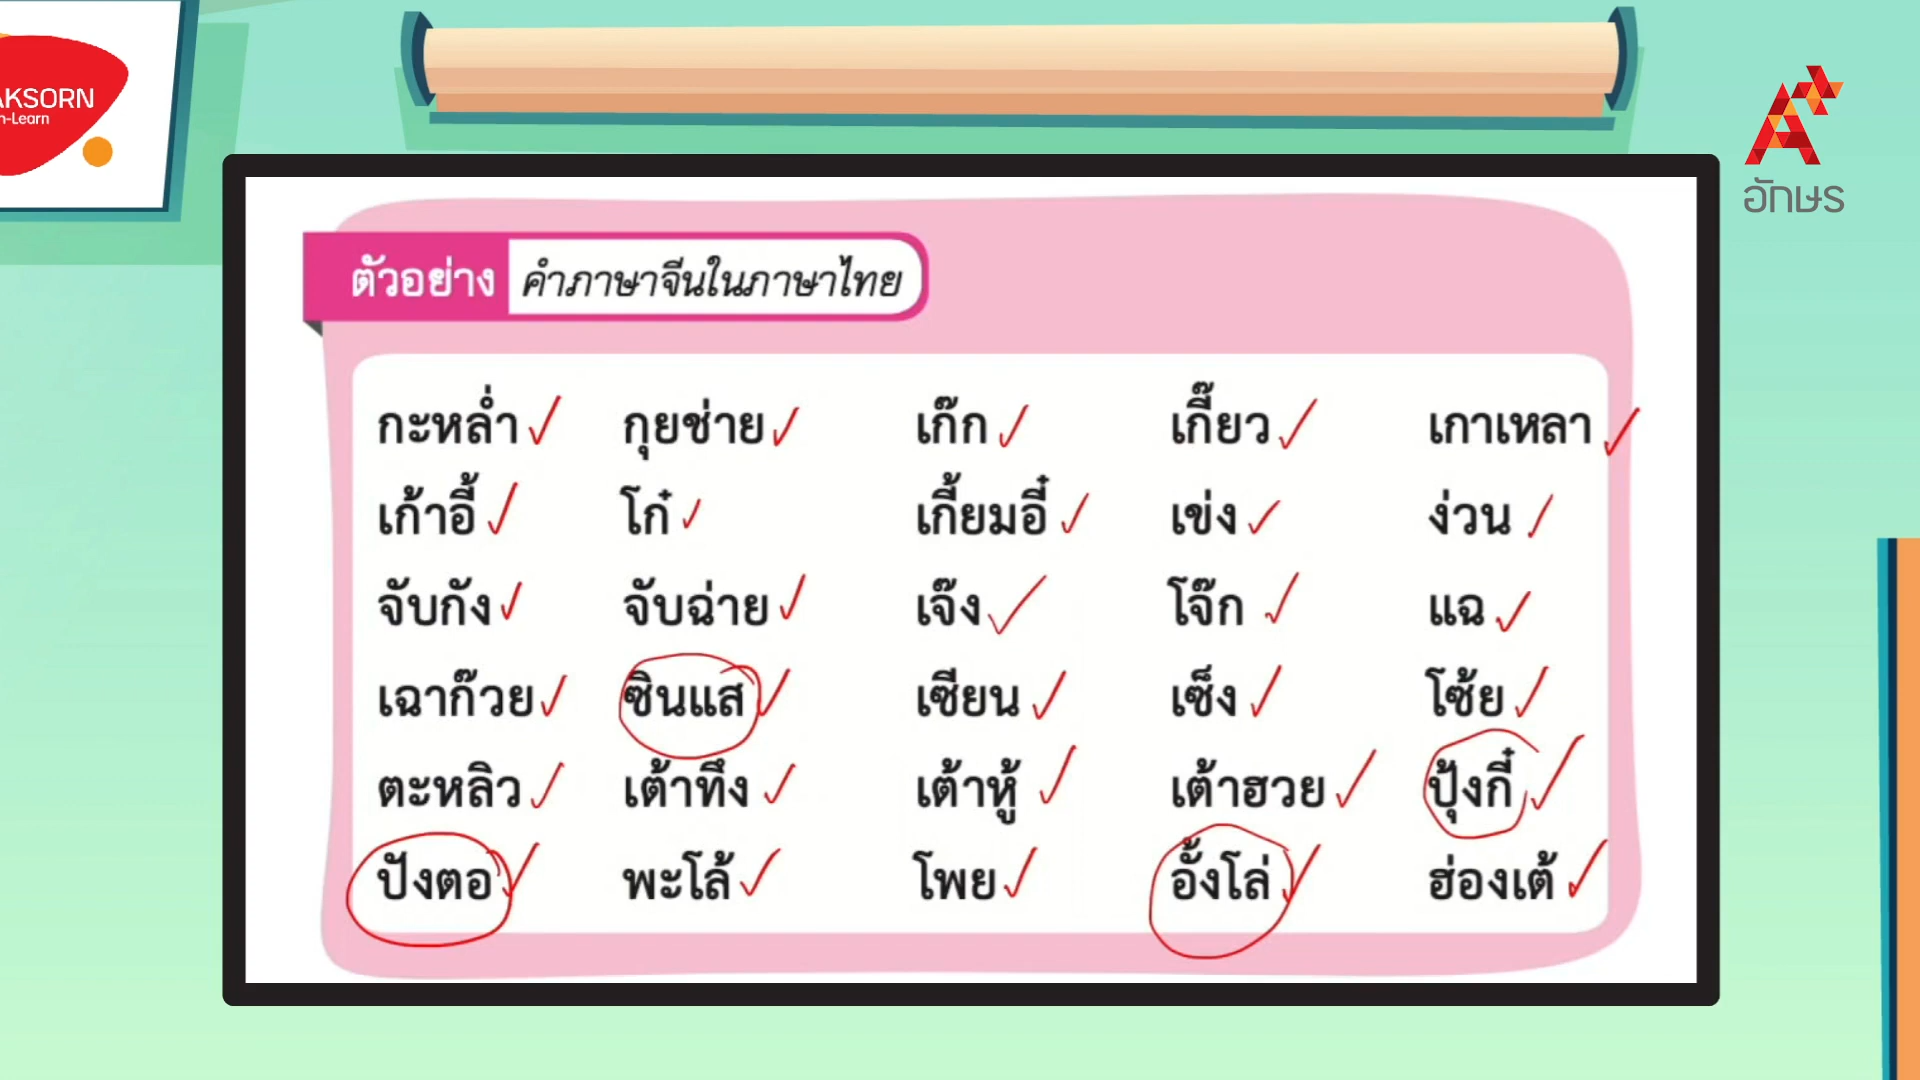 AKSORN
n-Learn
อักษร
ตัวอย่าง คำภาษาจีนในภาษาไทย
กะหล่ำ กุยช่าย เก๊ก เกี๊ยว เกาเหลา
เก้าอี้ โก๋ เกี้ยมอี๋ เข่ง ง่วน
จับกัง จับฉ่าย เจ๊ง โจ๊ก แฉ
เฉาก๊วย ซินแส เซียน เซ็ง โซ้ย
ตะหลิว เต้าทึง เต้าหู้ เต้าฮวย ปุ้งกี๋
ปังตอ พะโล้ โพย อั้งโล่ ฮ่องเต้